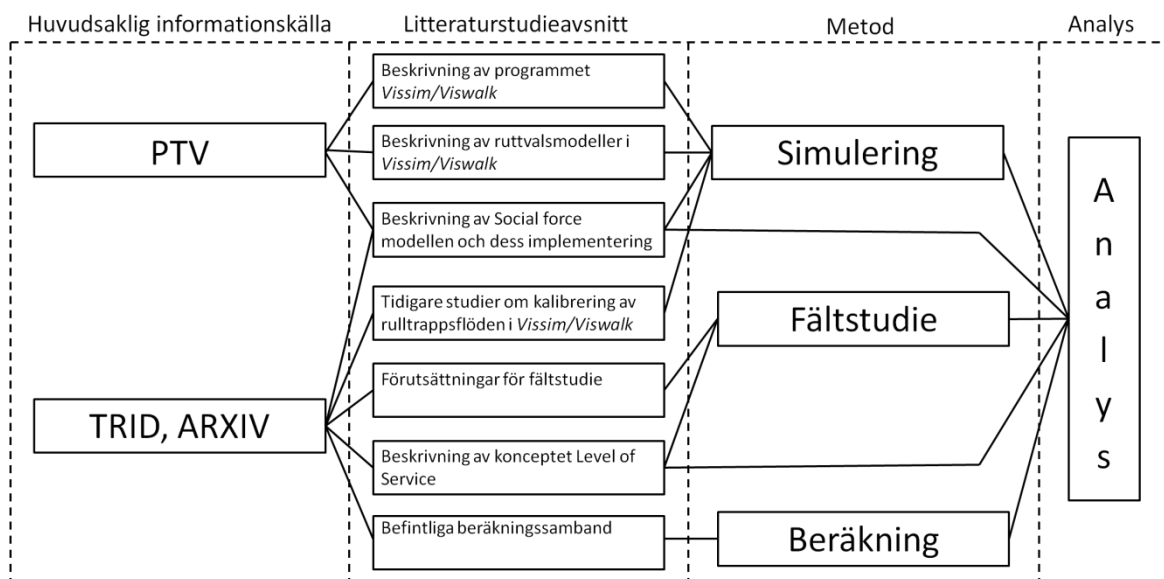 Huvudsaklig informationskälla
Litteraturstudieavsnitt
Metod
Analys
PTV
TRID, ARXIV
Beskrivning av programmet
Vissim/Viswalk
Beskrivning av ruttvalsmodeller i
Vissim/Viswalk
Beskrivning av Social force
modellen och dess implementering
Tidigare studier om kalibrering av
rulltrappsflöden i Vissim/Viswalk
Förutsättningar för fältstudie
Beskrivning av konceptet Level of
Service
Befintliga beräkningssamband
Simulering
Fältstudie
Beräkning
A
n
a
l
y
s